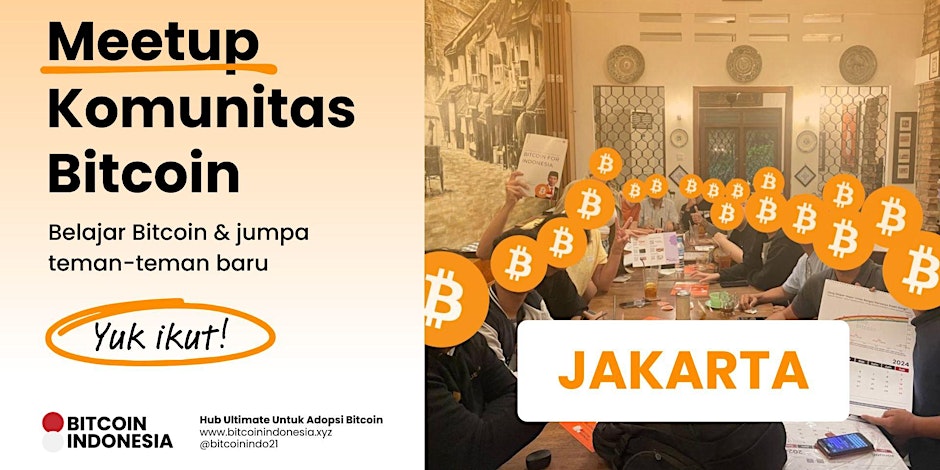 Meetup
Komunitas
Bitcoin
Belajar Bitcoin & jumpa
teman-teman baru
Yuk ikut!
BITCOIN
INDONESIA
Hub Ultimate Untuk Adopsi Bitcoin
www.bitcoinindonesia.xyz
@bitcoinindo21
BITCOIN FOR
INDONESIA
JAKARTA
2024